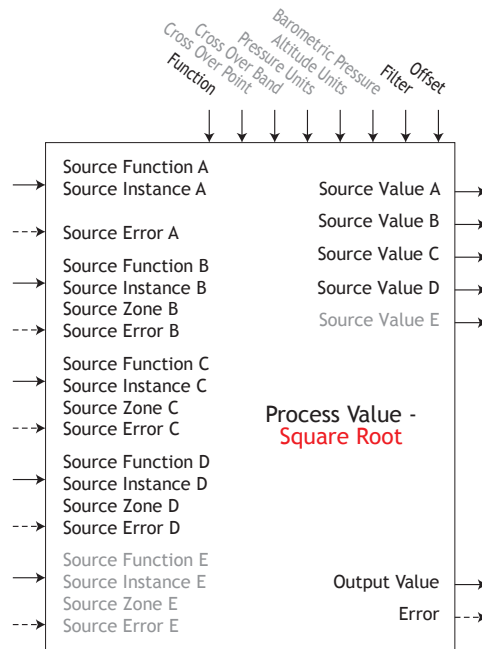 Function
Cross Over Point
Cross Over Band
Pressure Units
Altitude Units
Barometric Pressure
Filter
Offset
Source Function A
Source Instance A
Source Error A
Source Function B
Source Instance B
Source Zone B
Source Error B
Source Function C
Source Instance C
Source Zone C
Source Error C
Source Function D
Source Instance D
Source Zone D
Source Error D
Source Function E
Source Instance E
Source Zone E
Source Error E
Source Value A
Source Value B
Source Value C
Source Value D
Source Value E
Process Value -
Square Root
Output Value
Error